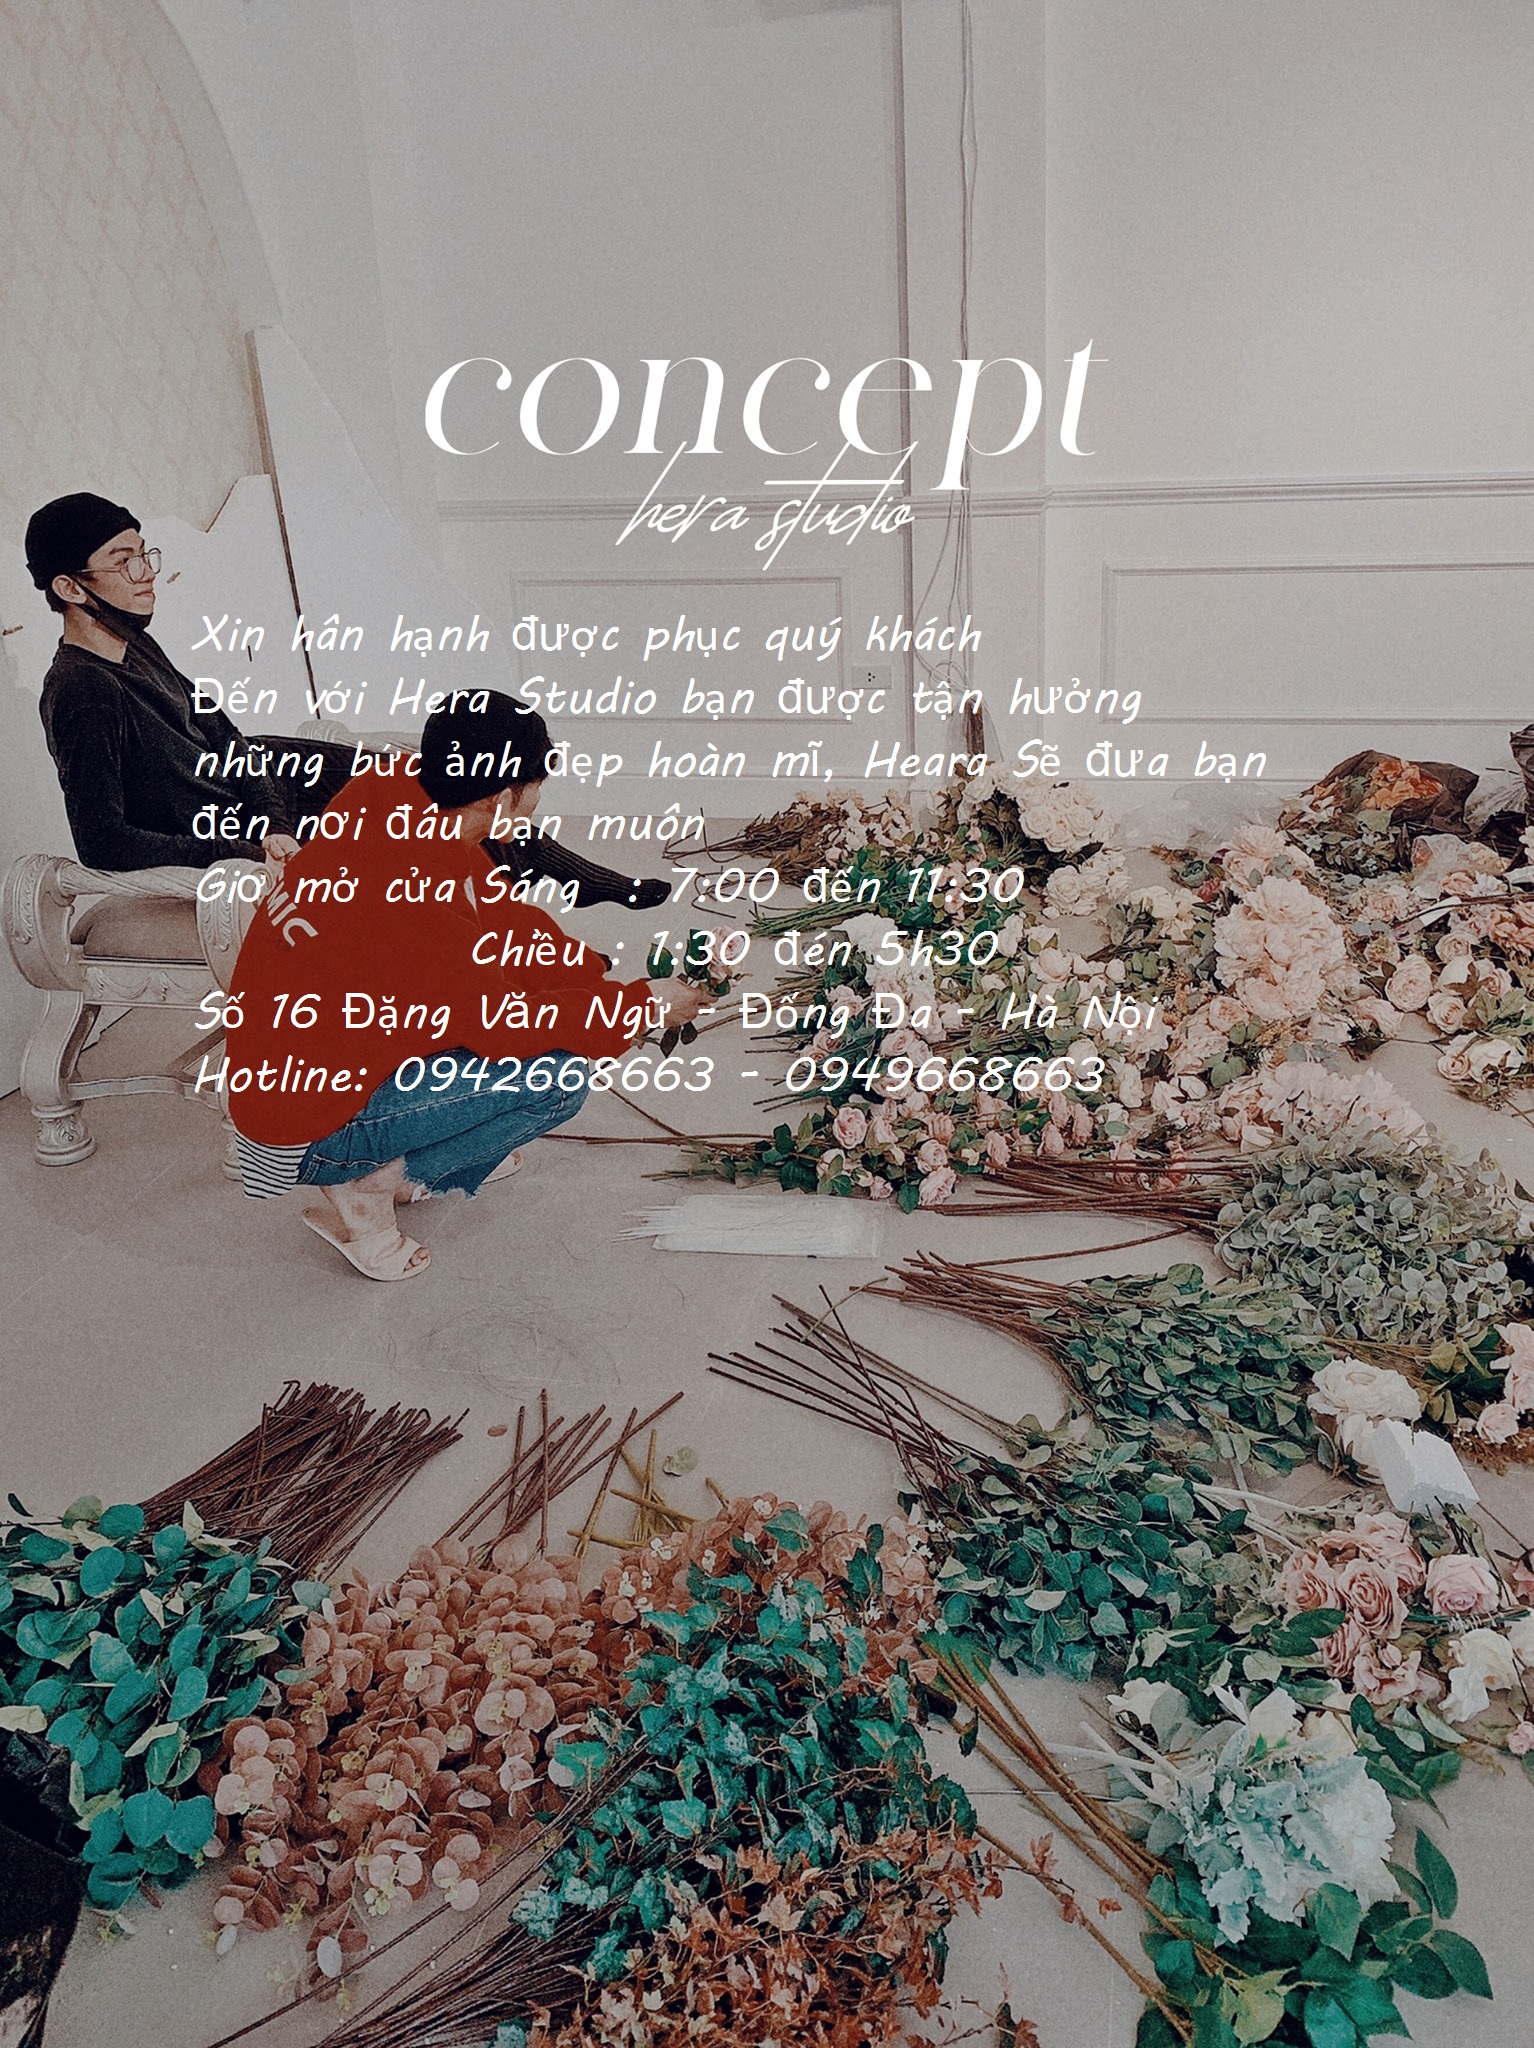 concept
hera studio
Xin hân hạnh được phục quý khách
Đến với Hera Studio bạn được tận hưởng
những bức ảnh đẹp hoàn mĩ, Heara Sẽ đưa bạn
đến nơi đâu bạn muôn
Giơ mở cửa Sáng : 7:00 đến 11:30
Chiều : 1:30 đén 5h30
Số 16 Đặng Văn Ngữ - Đống Đa - Hà Nội
Hotline: 0942668663 - 0949668663